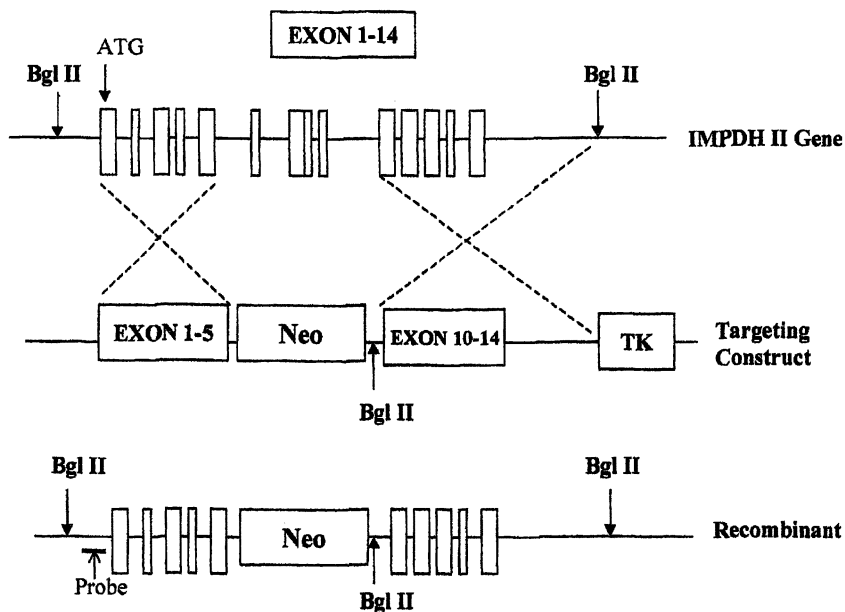 EXON 1-14
ATG
Bgl II
Bgl II
IMPDH II Gene
EXON 1-5
Neo
EXON 10-14
TK
Targeting
Construct
Bgl II
Bgl II
Bgl II
Neo
Recombinant
Probe
Bgl II